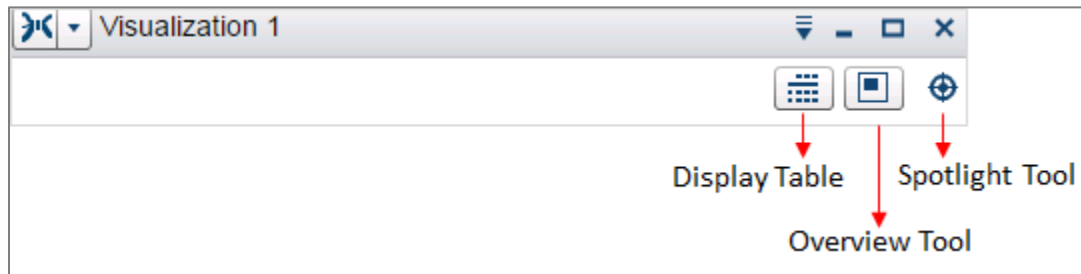 Visualization 1
Display Table
Spotlight Tool
Overview Tool